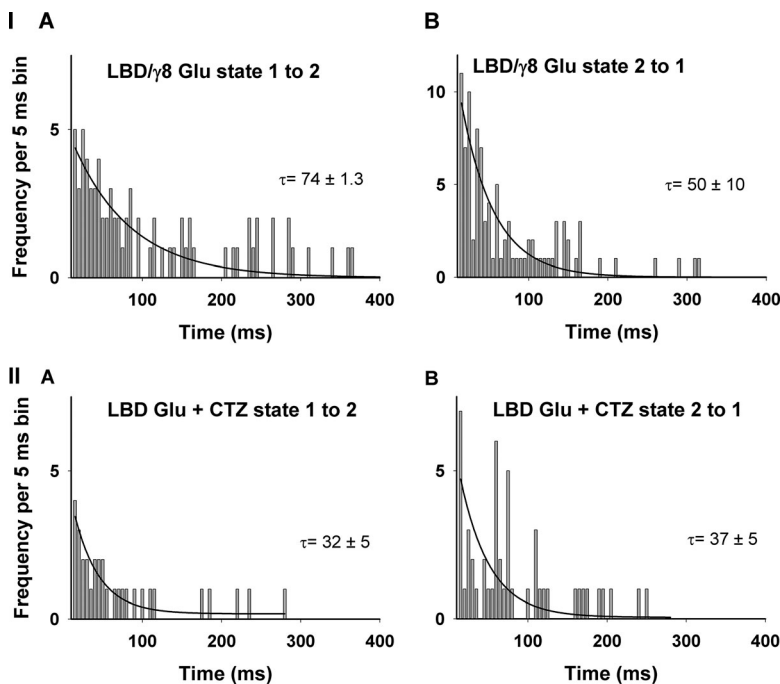 I A
LBD/γ8 Glu state 1 to 2
Frequency per 5 ms bin
5
0
τ= 74 ± 1.3
100 200 300 400
Time (ms)
B
LBD/γ8 Glu state 2 to 1
10
5
0
τ= 50 ± 10
100 200 300 400
Time (ms)
II A
LBD Glu + CTZ state 1 to 2
Frequency per 5 ms bin
5
0
τ= 32 ± 5
100 200 300 400
Time (ms)
B
LBD Glu + CTZ state 2 to 1
5
0
τ= 37 ± 5
100 200 300 400
Time (ms)